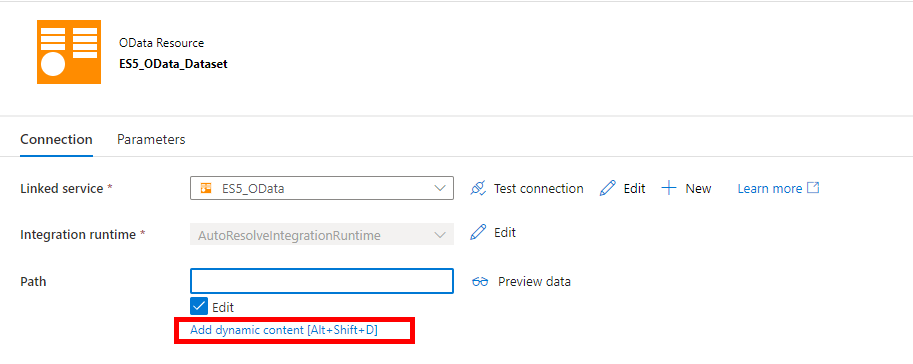 OData Resource
ES5_OData_Dataset
Connection Parameters
Linked service * ES5_OData Test connection Edit New Learn more
Integration runtime * AutoResolveIntegrationRuntime Edit
Path Preview data
Edit
Add dynamic content [Alt+Shift+D]